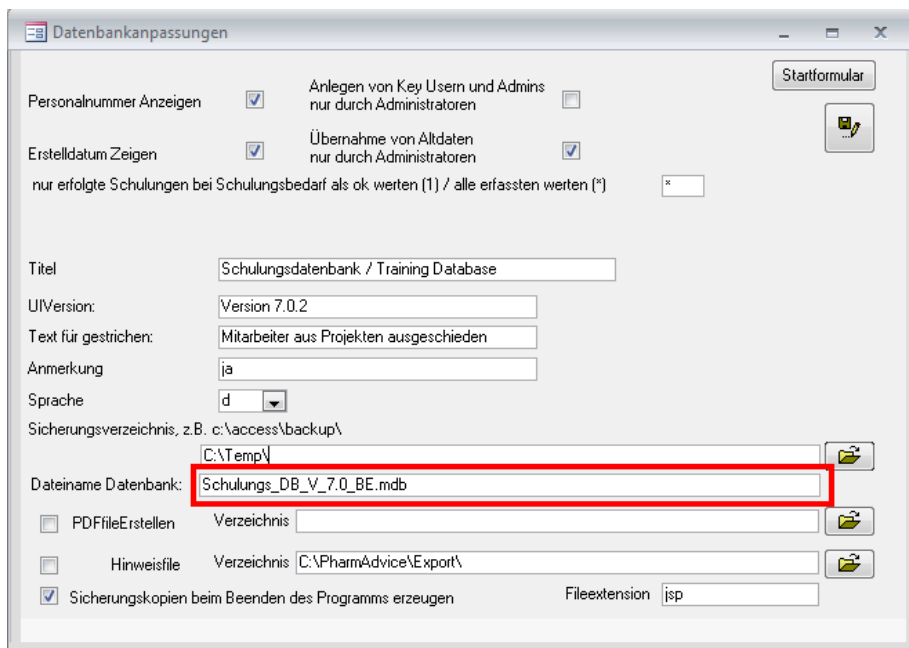 Datenbankanpassungen
Startformular
Personalnummer Anzeigen
Anlegen von Key Usern und Admins
nur durch Administratoren
Erstelldatum Zeigen
Übernahme von Altdaten
nur durch Administratoren
nur erfolgte Schulungen bei Schulungsbedarf als ok werten (1) / alle erfassten werten (*) *
Titel Schulungsdatenbank / Training Database
UIVersion: Version 7.0.2
Text für gestrichen: Mitarbeiter aus Projekten ausgeschieden
Anmerkung ja
Sprache d
Sicherungsverzeichnis, z.B. c:\access\backup\
C:\Temp\
Dateiname Datenbank: Schulungs_DB_V_7.0_BE.mdb
PDFfileErstellen Verzeichnis
Hinweisfile Verzeichnis C:\PharmAdvice\Export\
Sicherungskopien beim Beenden des Programms erzeugen Fileextension jsp